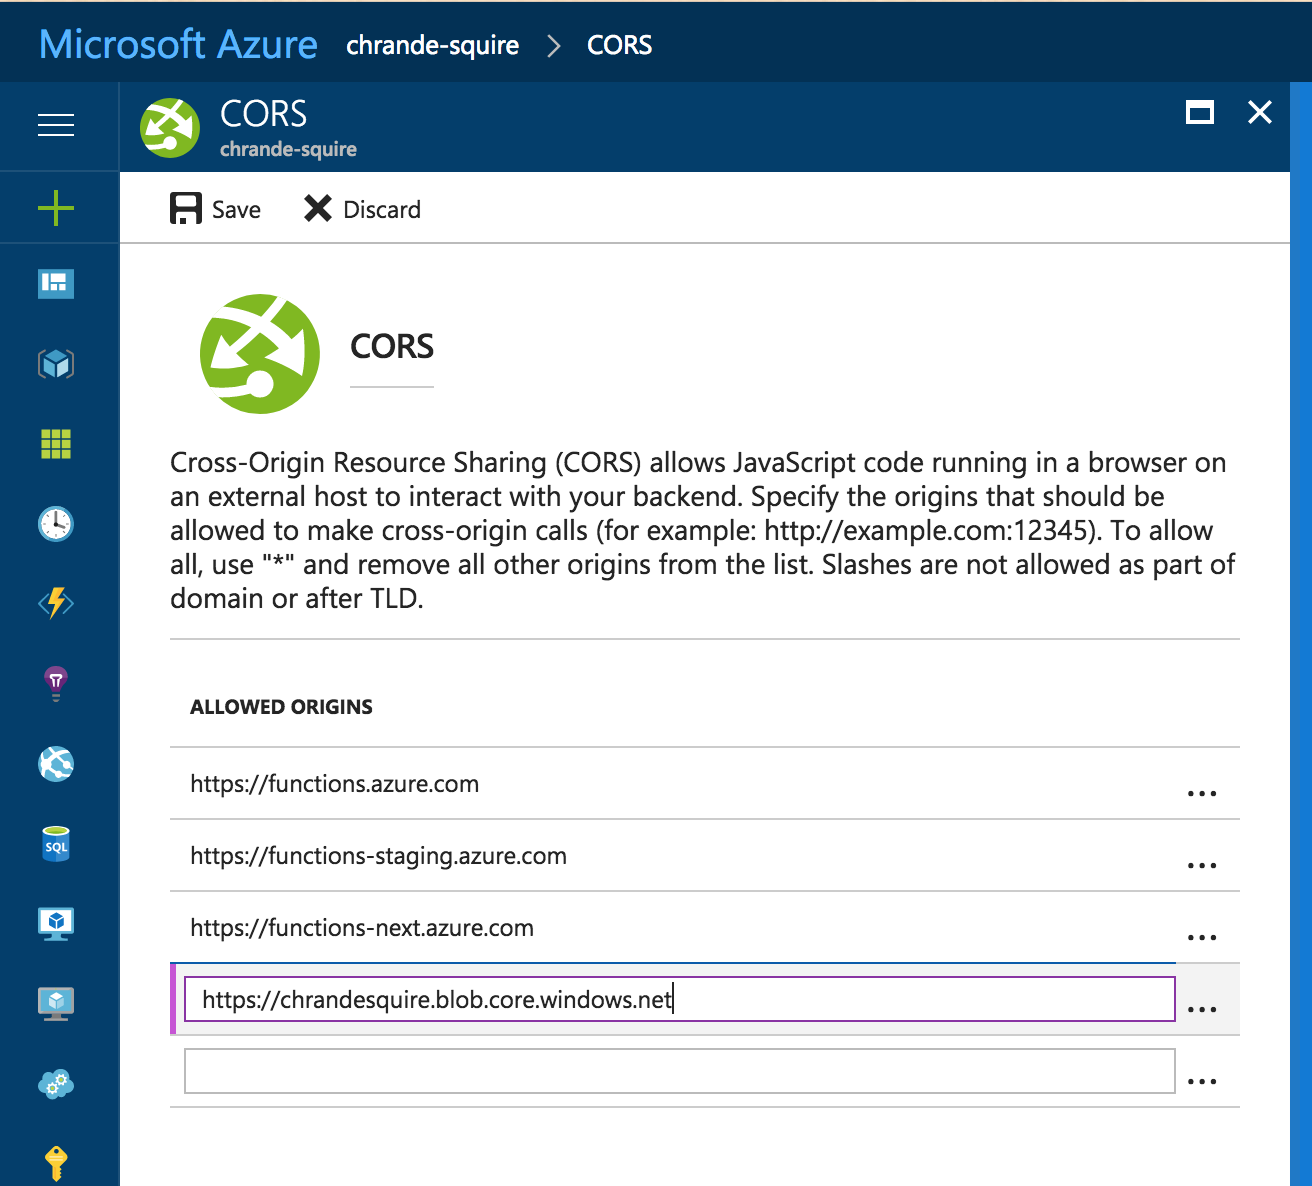 Microsoft Azure chrande-squire > CORS
CORS
chrande-squire
Save Discard
CORS
Cross-Origin Resource Sharing (CORS) allows JavaScript code running in a browser on
an external host to interact with your backend. Specify the origins that should be
allowed to make cross-origin calls (for example: http://example.com:12345). To allow
all, use "*" and remove all other origins from the list. Slashes are not allowed as part of
domain or after TLD.
ALLOWED ORIGINS
https://functions.azure.com ...
https://functions-staging.azure.com ...
https://functions-next.azure.com ...
SQL
https://chrandesquire.blob.core.windows.net ...
...